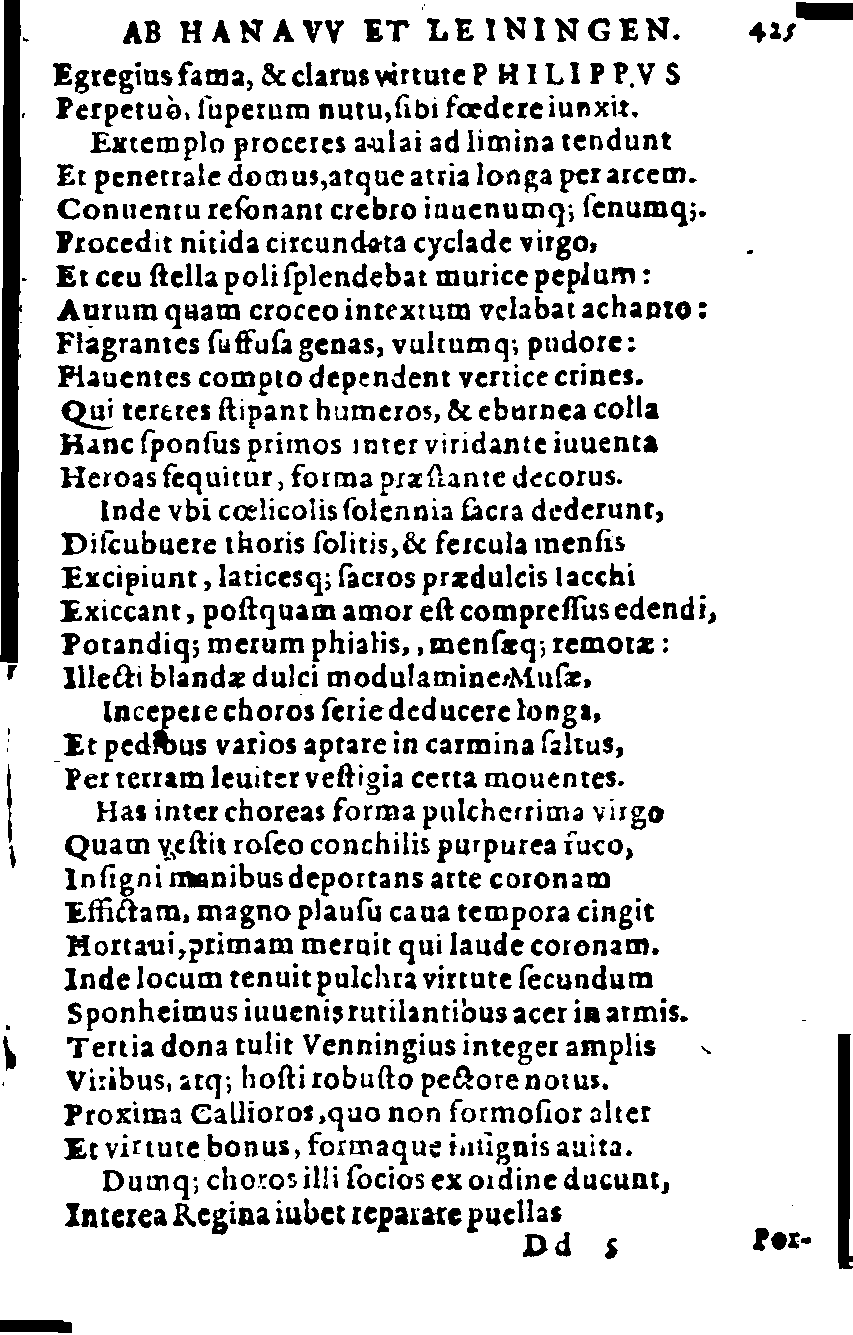 AB HANAVV ET LEININGEN. 425
Egregius fama, & clarus virtute PHILIPPVS
Perpetuò, ſuperum nutu, ſibi fœdere iunxit.
Extemplo proceres aulai ad limina tendunt
Et penetrale domus, atque atria longa per arcem.
Conuentu reſonant crebro iuuenumq; ſenumq;.
Procedit nitida circundata cyclade virgo,
Et ceu ſtella poli ſplendebat murice peplum:
Aurum quam croceo intextum velabat achanto:
Flagrantes ſuffuſa genas, vultumq; pudore:
Flauentes compto dependent vertice crines.
Qui teretes ſtipant humeros, & eburnea colla
Hanc ſponſus primos inter viridante iuuenta
Heroas ſequitur, forma præſtante decorus.
Inde vbi cœlicolis ſolennia ſacra dederunt,
Diſcubuere thoris ſolitis, & fercula menſis
Excipiunt, laticesq; ſacros prædulcis Iacchi
Exiccant, poſtquam amor eſt compreſſus edendi,
Potandiq; merum phialis, , menſæq; remotæ:
Illecti blandæ dulci modulamine Muſæ,
Incepere choros ſerie deducere longa,
Et pedibus varios aptare in carmina ſaltus,
Per terram leuiter veſtigia certa mouentes.
Has inter choreas forma pulcherrima virgo
Quam veſtit roſeo conchilis purpurea fuco,
Inſigni manibus deportans arte coronam
Effictam, magno plauſu caua tempora cingit
Hortaui, primam meruit qui laude coronam.
Inde locum tenuit pulchra virtute ſecundum
Sponheimus iuuenis rutilantibus acer in armis.
Tertia dona tulit Venningius integer amplis
Viribus, atq; hoſti robuſto pectore notus.
Proxima Callioros, quo non formoſior alter
Et virtute bonus, formaque inſignis auita.
Dumq; choros illi ſocios ex ordine ducunt,
Interea Regina iubet reparare puellas
Dd 5 Per-